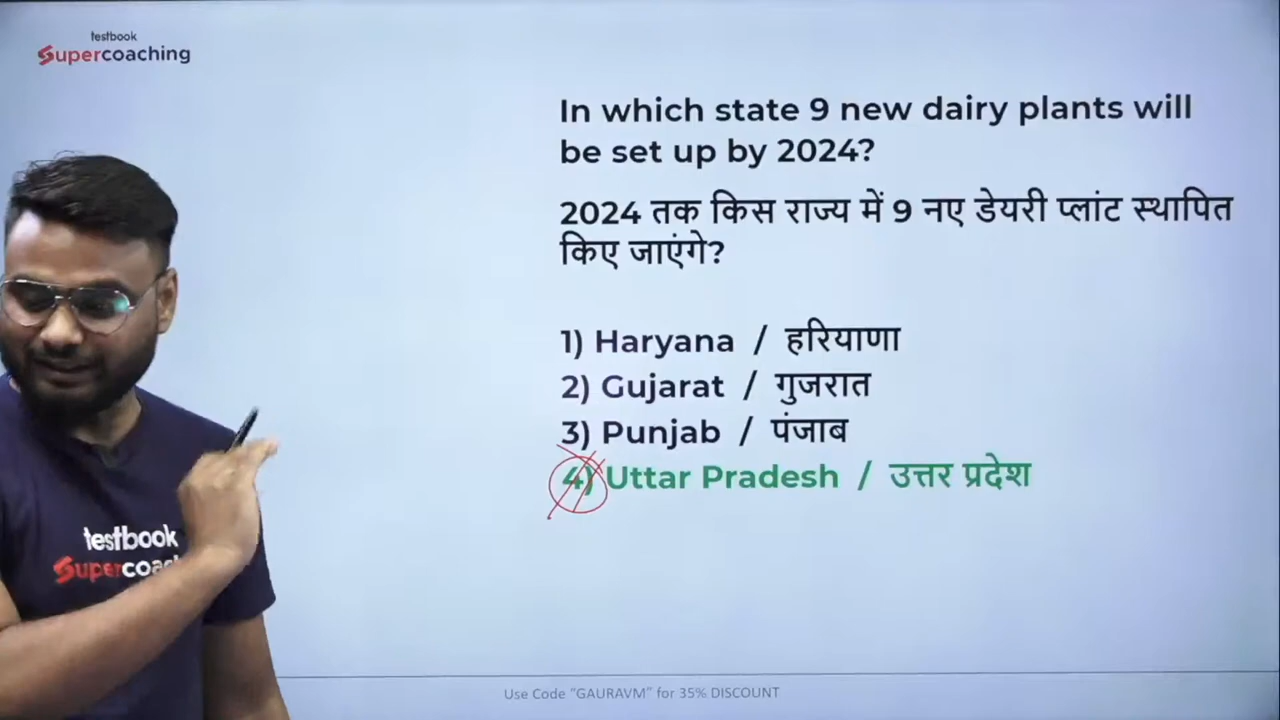 testbook
Supercoaching
In which state 9 new dairy plants will
be set up by 2024?
2024 तक किस राज्य में 9 नए डेयरी प्लांट स्थापित
किए जाएंगे?
1) Haryana / हरियाणा
2) Gujarat / गुजरात
3) Punjab / पंजाब
4) Uttar Pradesh / उत्तर प्रदेश
testbook
Supercoac
Use Code "GAURAVM" for 35% DISCOUNT